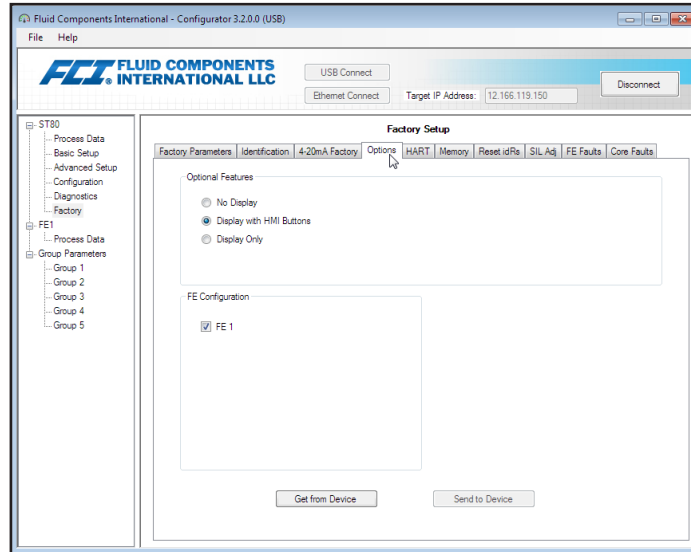 Fluid Components International - Configurator 3.2.0.0 (USB)
File Help
FCI® FLUID COMPONENTS
INTERNATIONAL LLC
USB Connect
Ethernet Connect Target IP Address: 12.166.119.150
Disconnect
ST80
Process Data
Basic Setup
Advanced Setup
Configuration
Diagnostics
Factory
FE1
Process Data
Group Parameters
Group 1
Group 2
Group 3
Group 4
Group 5
Factory Setup
Factory Parameters Identification 4-20mA Factory Options HART Memory Reset idRs SIL Adj FE Faults Core Faults
Optional Features
No Display
Display with HMI Buttons
Display Only
FE Configuration
FE 1
Get from Device Send to Device